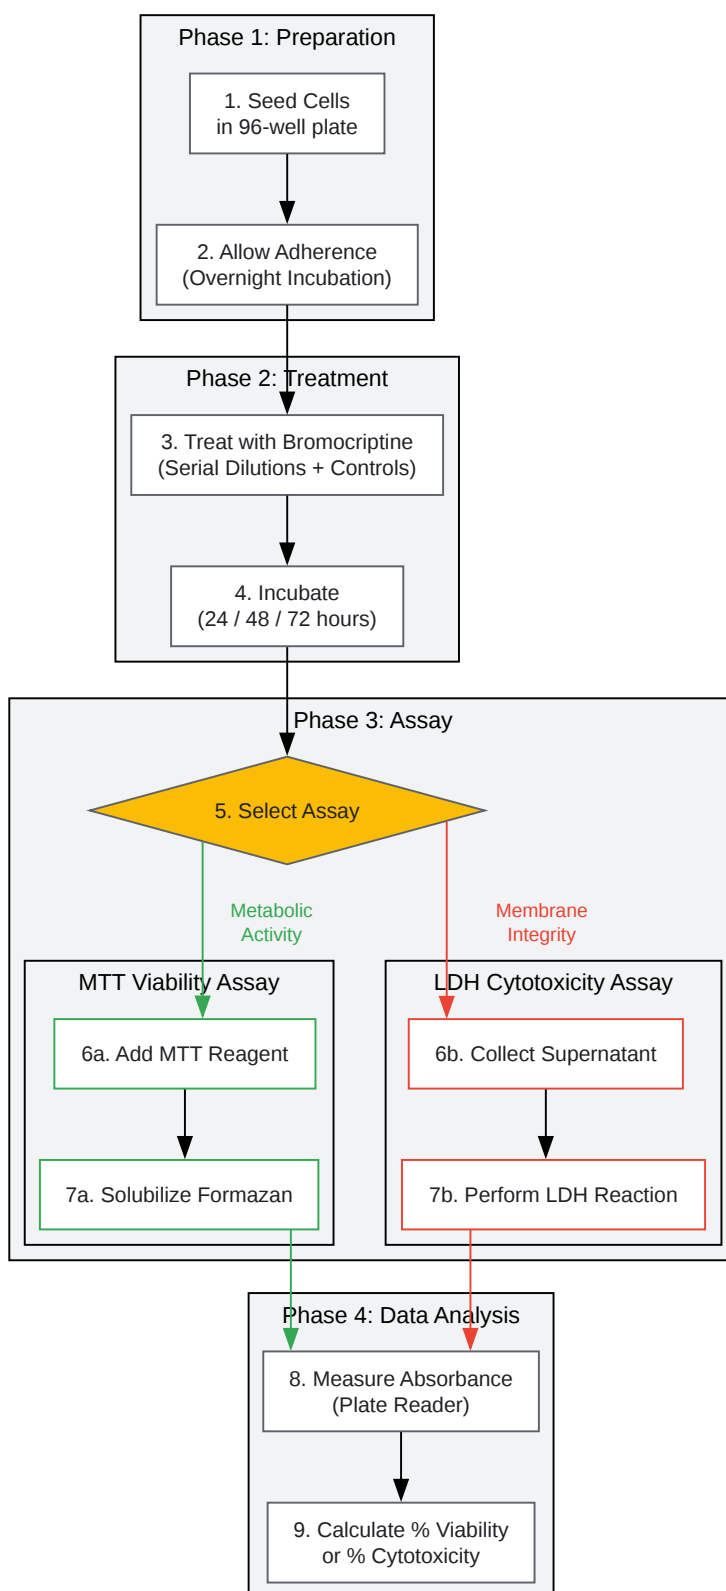 Phase 1: Preparation
1. Seed Cells
in 96-well plate
2. Allow Adherence
(Overnight Incubation)
Phase 2: Treatment
3. Treat with Bromocriptine
(Serial Dilutions + Controls)
4. Incubate
(24 / 48 / 72 hours)
Phase 3: Assay
5. Select Assay
Metabolic
Activity
Membrane
Integrity
MTT Viability Assay
6a. Add MTT Reagent
7a. Solubilize Formazan
LDH Cytotoxicity Assay
6b. Collect Supernatant
7b. Perform LDH Reaction
Phase 4: Data Analysis
8. Measure Absorbance
(Plate Reader)
9. Calculate % Viability
or % Cytotoxicity